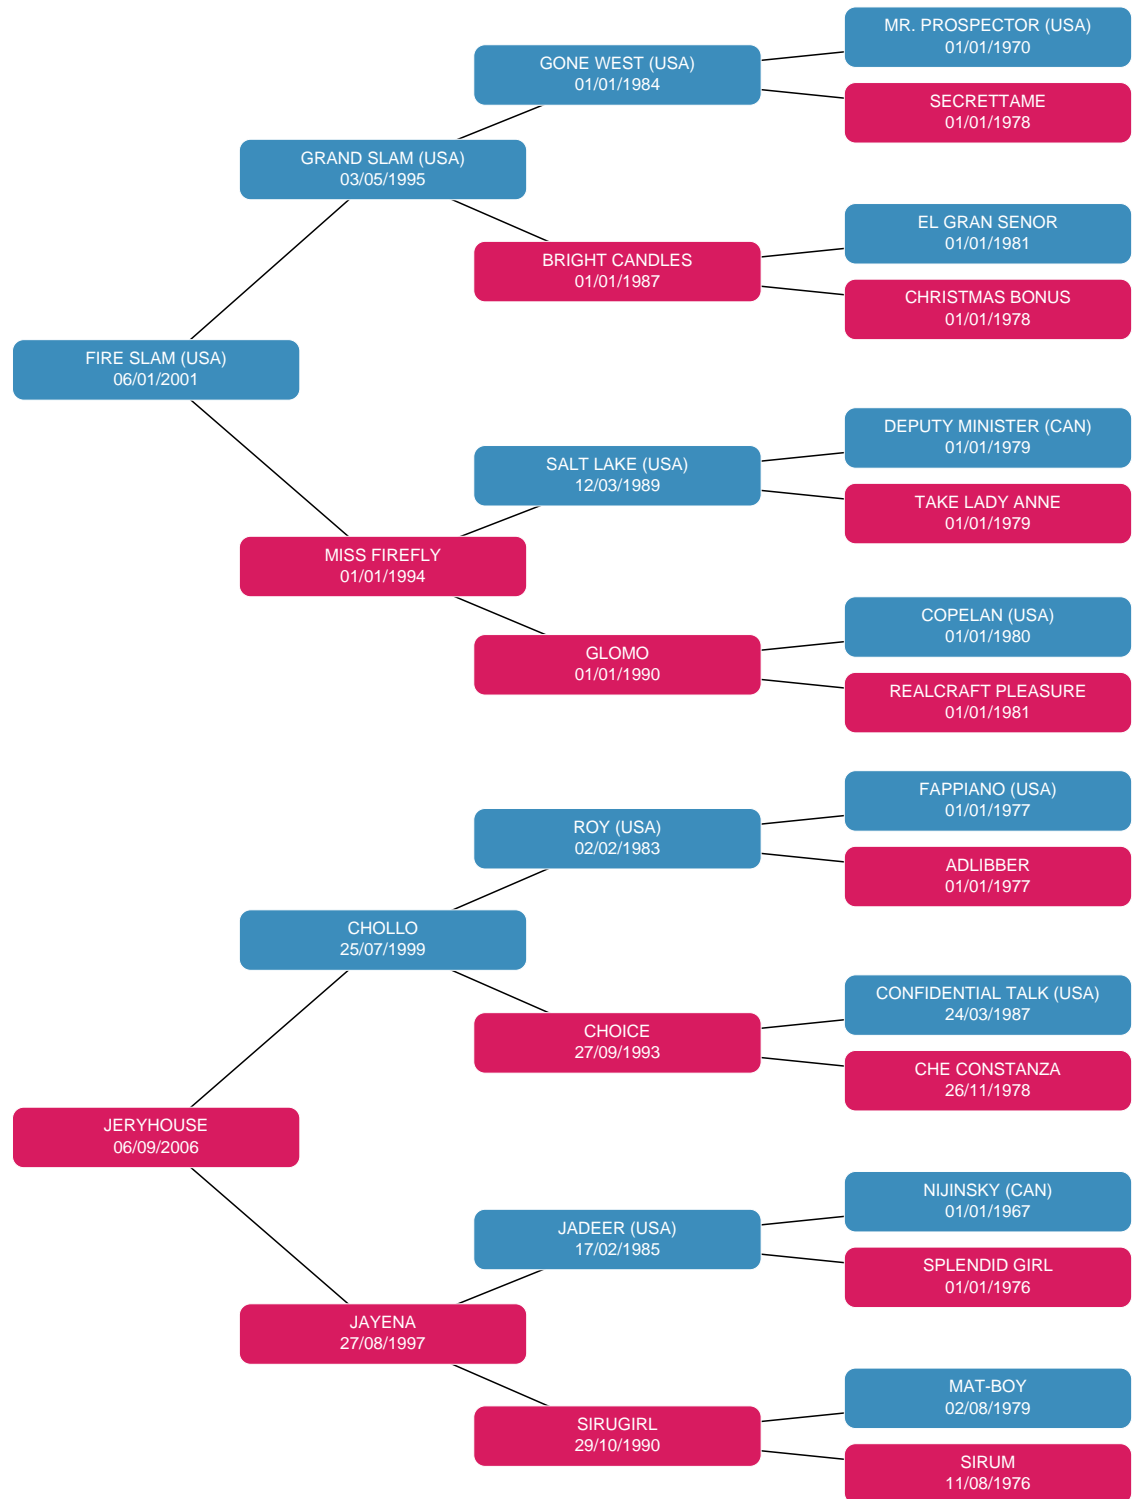 MR. PROSPECTOR (USA)
01/01/1970
GONE WEST (USA)
01/01/1984
SECRETTAME
01/01/1978
GRAND SLAM (USA)
03/05/1995
EL GRAN SENOR
01/01/1981
BRIGHT CANDLES
01/01/1987
CHRISTMAS BONUS
01/01/1978
FIRE SLAM (USA)
06/01/2001
DEPUTY MINISTER (CAN)
01/01/1979
SALT LAKE (USA)
12/03/1989
TAKE LADY ANNE
01/01/1979
MISS FIREFLY
01/01/1994
COPELAN (USA)
01/01/1980
GLOMO
01/01/1990
REALCRAFT PLEASURE
01/01/1981
FAPPIANO (USA)
01/01/1977
ROY (USA)
02/02/1983
ADLIBBER
01/01/1977
CHOLLO
25/07/1999
CONFIDENTIAL TALK (USA)
24/03/1987
CHOICE
27/09/1993
CHE CONSTANZA
26/11/1978
JERYHOUSE
06/09/2006
NIJINSKY (CAN)
01/01/1967
JADEER (USA)
17/02/1985
SPLENDID GIRL
01/01/1976
JAYENA
27/08/1997
MAT-BOY
02/08/1979
SIRUGIRL
29/10/1990
SIRUM
11/08/1976